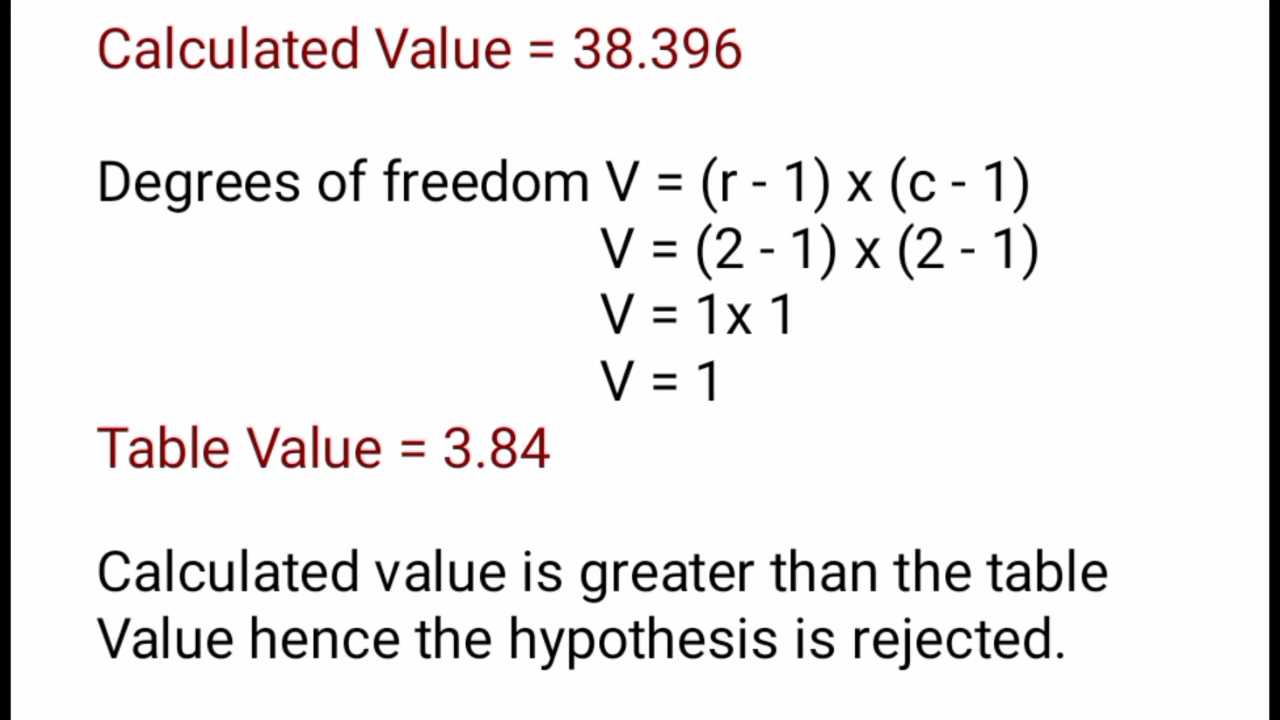 Calculated Value = 38.396
Degrees of freedom V = (r - 1) x (c - 1)
V = (2 - 1) x (2 - 1)
V = 1x 1
V = 1
Table Value = 3.84
Calculated value is greater than the table
Value hence the hypothesis is rejected.